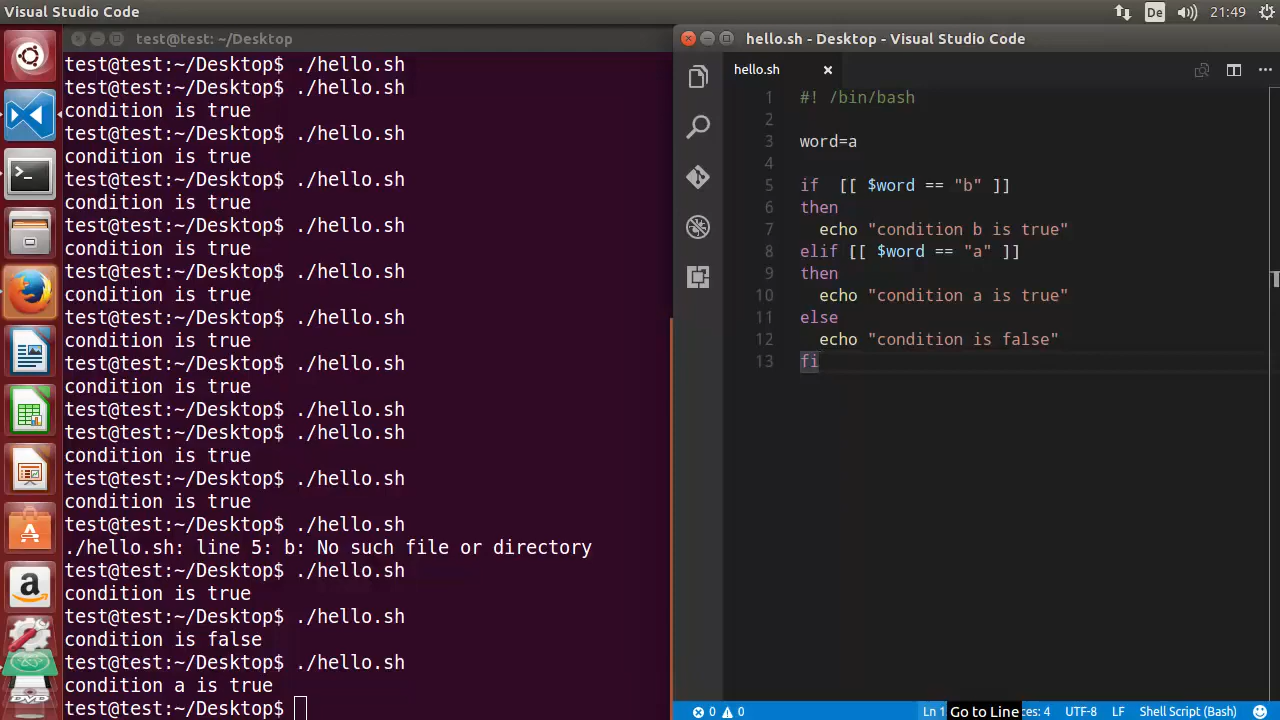 Visual Studio Code
De
21:49
test@test: ~/Desktop
test@test:~/Desktop$ ./hello.sh
test@test:~/Desktop$ ./hello.sh
condition is true
test@test:~/Desktop$ ./hello.sh
condition is true
test@test:~/Desktop$ ./hello.sh
condition is true
test@test:~/Desktop$ ./hello.sh
condition is true
test@test:~/Desktop$ ./hello.sh
condition is true
test@test:~/Desktop$ ./hello.sh
condition is true
test@test:~/Desktop$ ./hello.sh
condition is true
test@test:~/Desktop$ ./hello.sh
test@test:~/Desktop$ ./hello.sh
condition is true
test@test:~/Desktop$ ./hello.sh
condition is true
test@test:~/Desktop$ ./hello.sh
./hello.sh: line 5: b: No such file or directory
test@test:~/Desktop$ ./hello.sh
condition is true
test@test:~/Desktop$ ./hello.sh
condition is false
test@test:~/Desktop$ ./hello.sh
condition a is true
test@test:~/Desktop$
hello.sh - Desktop - Visual Studio Code
hello.sh
1 #! /bin/bash
2
3 word=a
4
5 if  [[ $word == "b" ]]
6 then
7   echo "condition b is true"
8 elif [[ $word == "a" ]]
9 then
10   echo "condition a is true"
11 else
12   echo "condition is false"
13 fi
0 0 Ln 1 Go to Line ces: 4 UTF-8 LF Shell Script (Bash)